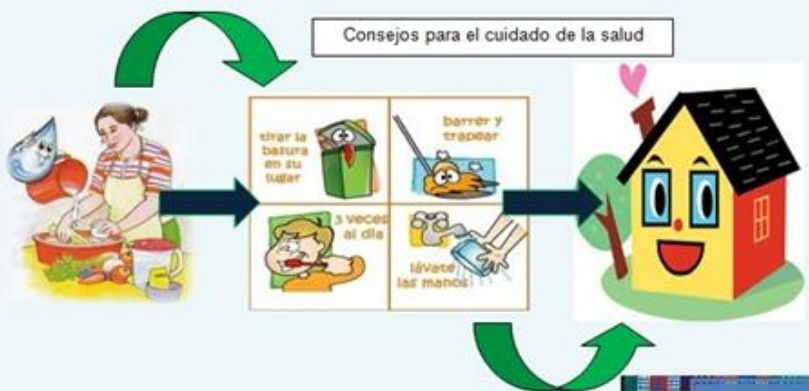 Consejos para el cuidado de la salud
tirar la
basura
en su
lugar
barrer y
trapear
3 veces
al día
lávate
las manos